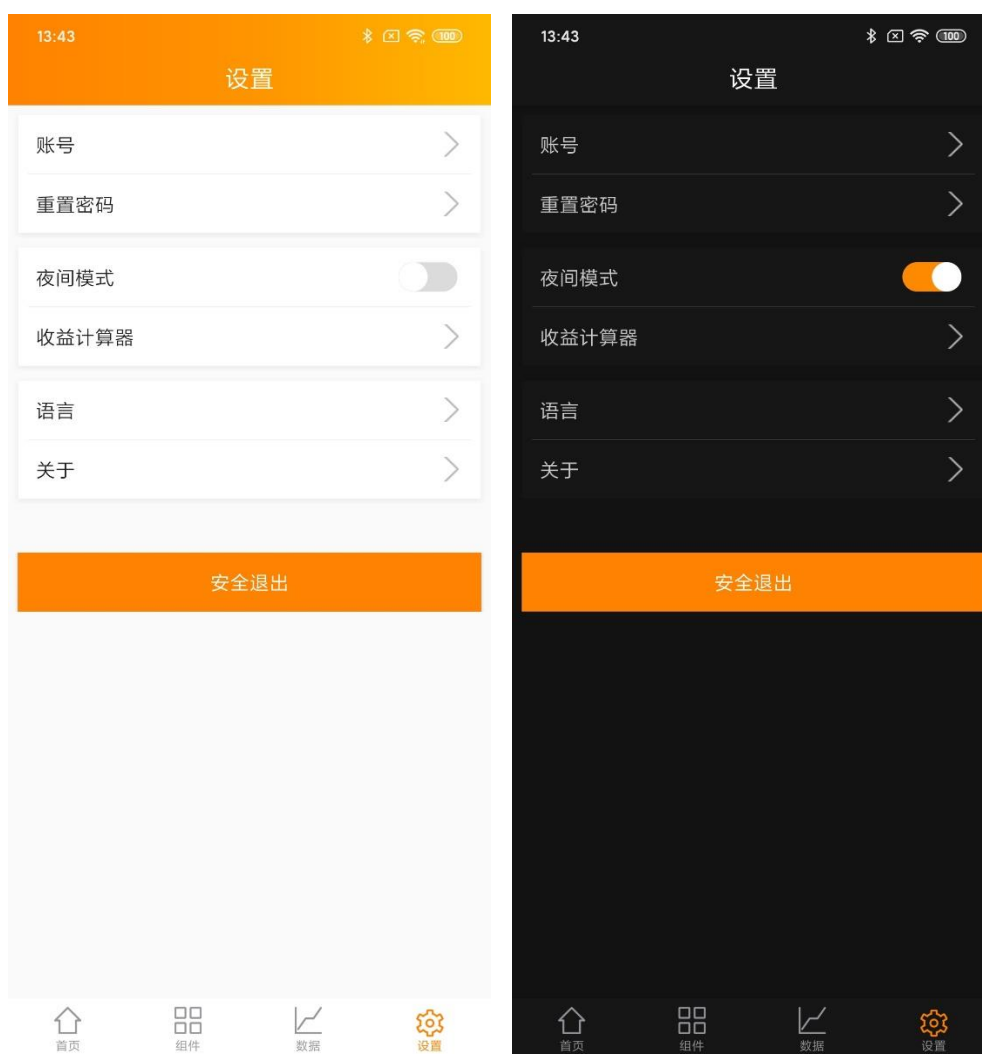 13:43
100
设置
账号
重置密码
夜间模式
收益计算器
语言
关于
安全退出
首页
组件
数据
设置
13:43
100
设置
账号
重置密码
夜间模式
收益计算器
语言
关于
安全退出
首页
组件
数据
设置